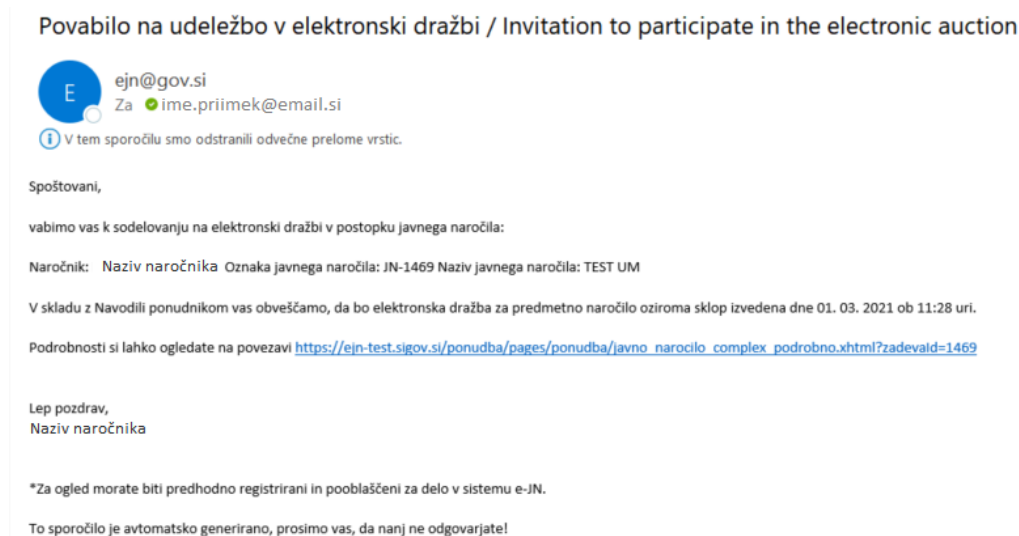 Povabilo na udeležbo v elektronski dražbi / Invitation to participate in the electronic auction
E
ejn@gov.si
Za ime.priimek@email.si
V tem sporočilu smo odstranili odvečne prelome vrstic.
Spoštovani,
vabimo vas k sodelovanju na elektronski dražbi v postopku javnega naročila:
Naročnik: Naziv naročnika Oznaka javnega naročila: JN-1469 Naziv javnega naročila: TEST UM
V skladu z Navodili ponudnikom vas obveščamo, da bo elektronska dražba za predmetno naročilo oziroma sklop izvedena dne 01. 03. 2021 ob 11:28 uri.
Podrobnosti si lahko ogledate na povezavi https://ejn-test.sigov.si/ponudba/pages/ponudba/javno_narocilo_complex_podrobno.xhtml?zadevaId=1469
Lep pozdrav,
Naziv naročnika
*Za ogled morate biti predhodno registrirani in pooblaščeni za delo v sistemu e-JN.
To sporočilo je avtomatsko generirano, prosimo vas, da nanj ne odgovarjate!